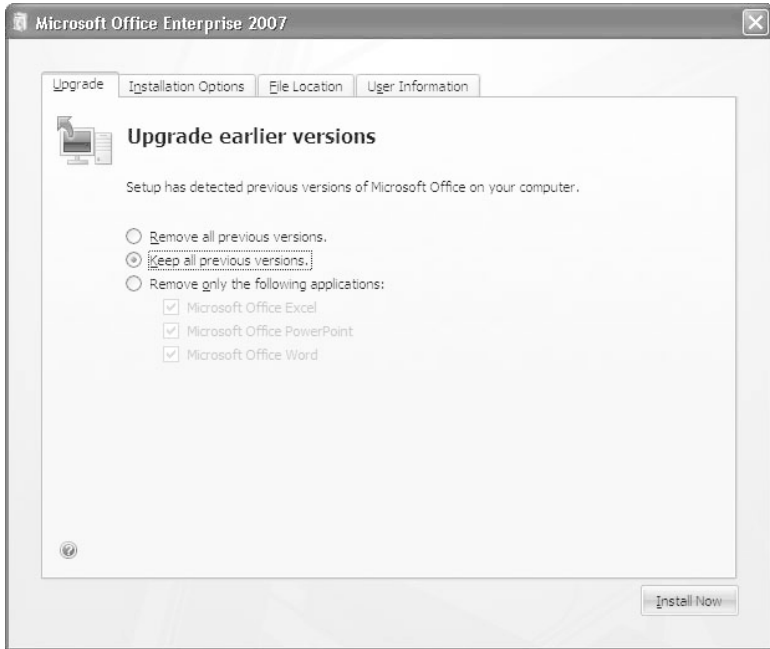 Microsoft Office Enterprise 2007
Upgrade Installation Options File Location User Information
Upgrade earlier versions
Setup has detected previous versions of Microsoft Office on your computer.
Remove all previous versions.
Keep all previous versions.
Remove only the following applications:
Microsoft Office Excel
Microsoft Office PowerPoint
Microsoft Office Word
Install Now